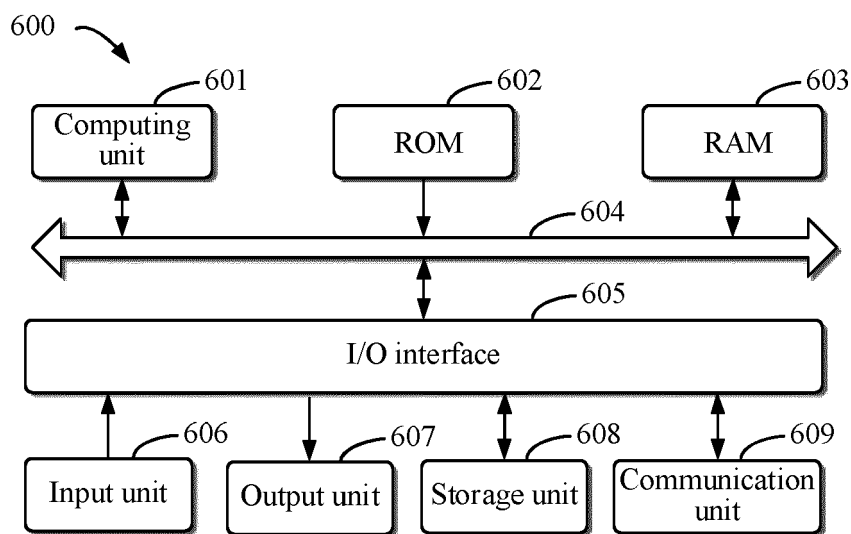 600
601
602
603
Computing
unit
ROM
RAM
604
605
I/O interface
606
607
608
609
Input unit
Output unit
Storage unit
Communication
unit